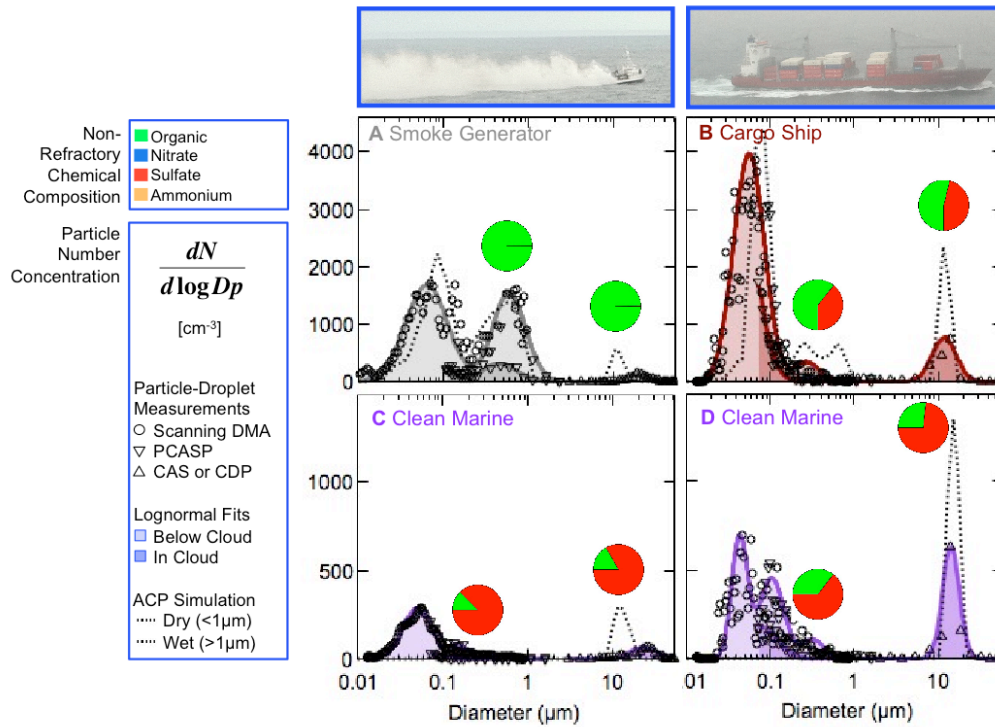 Non-
Refractory
Chemical
Composition
Organic
Nitrate
Sulfate
Ammonium
Particle
Number
Concentration
dN
d log Dp
[cm-3]
Particle-Droplet
Measurements
Scanning DMA
PCASP
CAS or CDP
Lognormal Fits
Below Cloud
In Cloud
ACP Simulation
Dry (<1μm)
Wet (>1μm)
A Smoke Generator
4000
3000
2000
1000
0
B Cargo Ship
C Clean Marine
1000
500
0
0.01 0.1 1 10
Diameter (μm)
D Clean Marine
0.01 0.1 1 10
Diameter (μm)